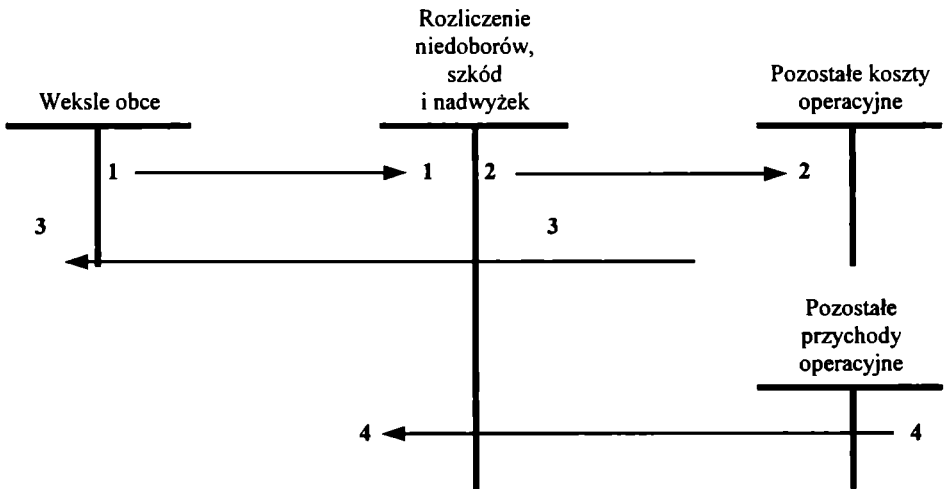 Rozliczenie
niedoborów,
szkód
i nadwyżek
Weksle obce
Pozostałe koszty
operacyjne
1
1
2
2
3
3
Pozostałe
przychody
operacyjne
4
4